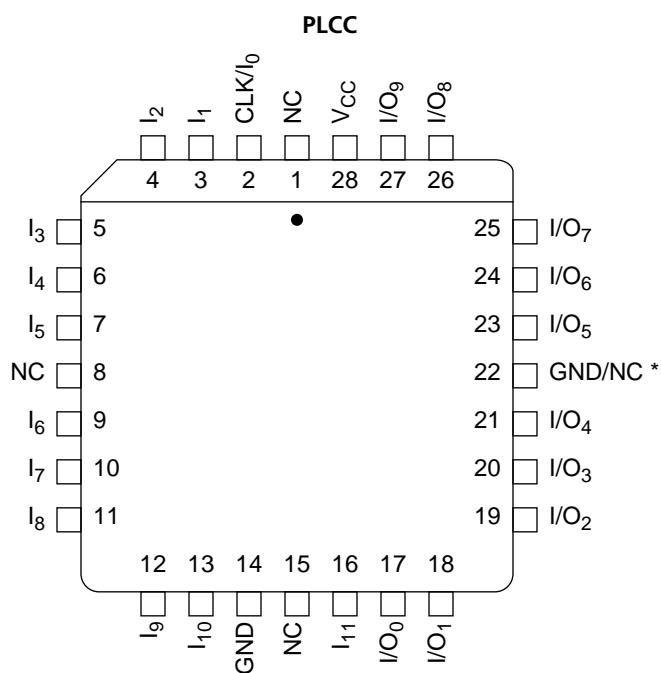 PLCC
I₂ I₁ CLK/I₀ NC V_CC I/O₉ I/O₈
4 3 2 1 28 27 26
I₃ 5 25 I/O₇
I₄ 6 24 I/O₆
I₅ 7 23 I/O₅
NC 8 22 GND/NC *
I₆ 9 21 I/O₄
I₇ 10 20 I/O₃
I₈ 11 19 I/O₂
12 13 14 15 16 17 18
I₉ I₁₀ GND NC I₁₁ I/O₀ I/O₁